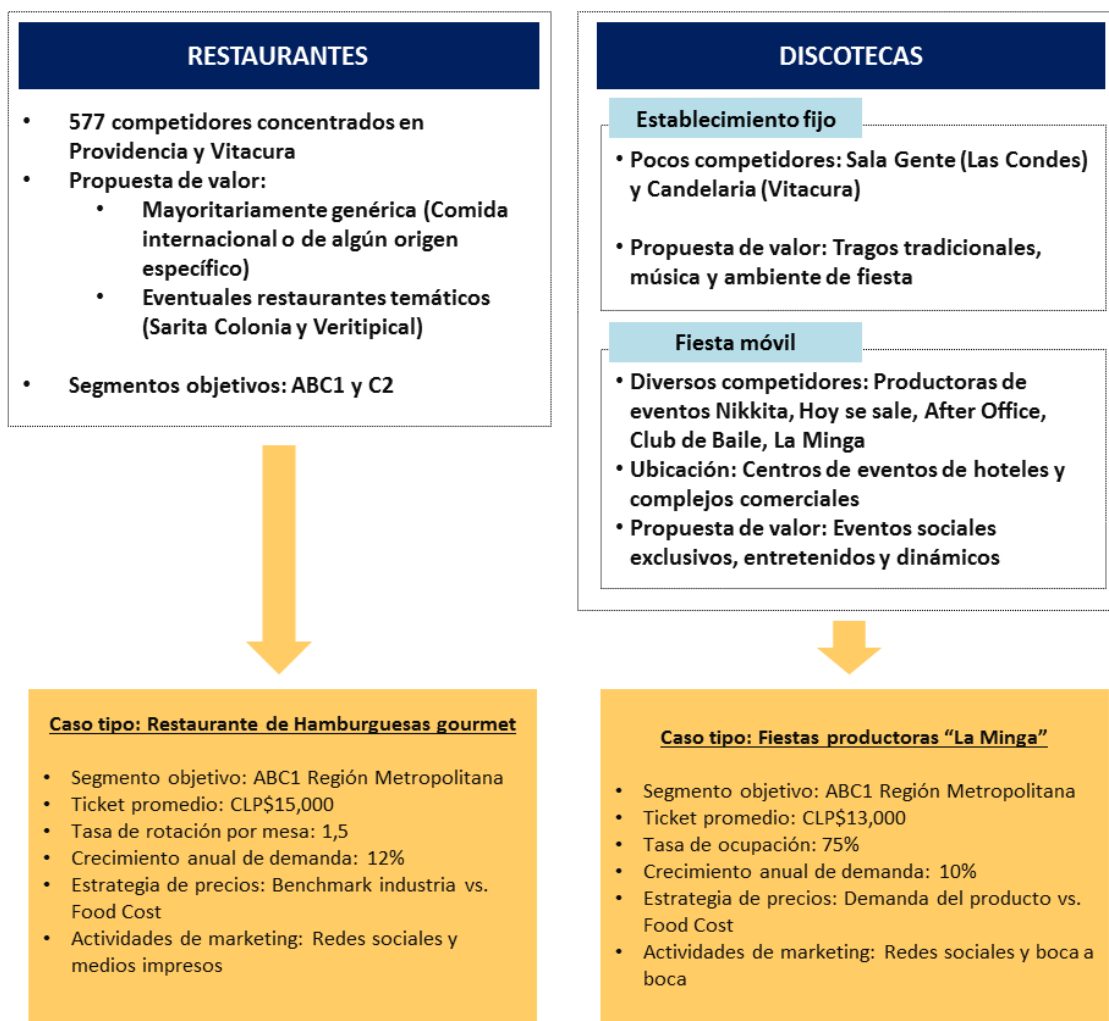 RESTAURANTES
• 577 competidores concentrados en
Providencia y Vitacura
• Propuesta de valor:
• Mayoritariamente genérica (Comida
internacional o de algún origen
específico)
• Eventuales restaurantes temáticos
(Sarita Colonia y Veritipical)
• Segmentos objetivos: ABC1 y C2
DISCOTECAS
Establecimiento fijo
• Pocos competidores: Sala Gente (Las Condes)
y Candelaria (Vitacura)
• Propuesta de valor: Tragos tradicionales,
música y ambiente de fiesta
Fiesta móvil
• Diversos competidores: Productoras de
eventos Nikkita, Hoy se sale, After Office,
Club de Baile, La Minga
• Ubicación: Centros de eventos de hoteles y
complejos comerciales
• Propuesta de valor: Eventos sociales
exclusivos, entretenidos y dinámicos
Caso tipo: Restaurante de Hamburguesas gourmet
• Segmento objetivo: ABC1 Región Metropolitana
• Ticket promedio: CLP$15,000
• Tasa de rotación por mesa: 1,5
• Crecimiento anual de demanda: 12%
• Estrategia de precios: Benchmark industria vs.
Food Cost
• Actividades de marketing: Redes sociales y
medios impresos
Caso tipo: Fiestas productoras “La Minga”
• Segmento objetivo: ABC1 Región Metropolitana
• Ticket promedio: CLP$13,000
• Tasa de ocupación: 75%
• Crecimiento anual de demanda: 10%
• Estrategia de precios: Demanda del producto vs.
Food Cost
• Actividades de marketing: Redes sociales y boca a
boca